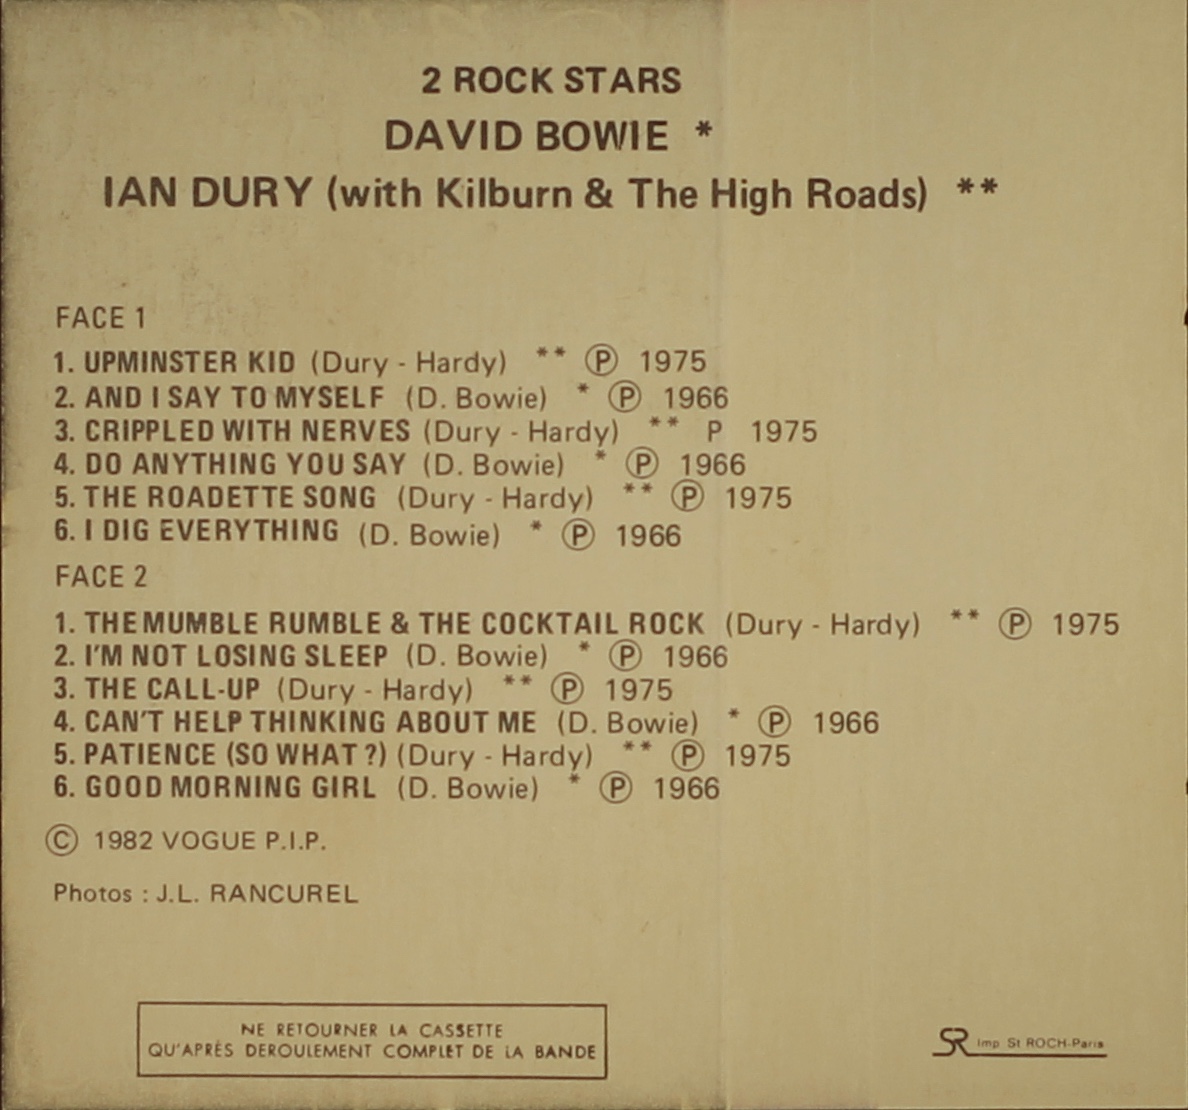 2 ROCK STARS
DAVID BOWIE *
IAN DURY (with Kilburn & The High Roads) **
FACE 1
1. UPMINSTER KID (Dury - Hardy) ** Ⓟ 1975
2. AND I SAY TO MYSELF (D. Bowie) * Ⓟ 1966
3. CRIPPLED WITH NERVES (Dury - Hardy) ** P 1975
4. DO ANYTHING YOU SAY (D. Bowie) * Ⓟ 1966
5. THE ROADETTE SONG (Dury - Hardy) ** Ⓟ 1975
6. I DIG EVERYTHING (D. Bowie) * Ⓟ 1966
FACE 2
1. THE MUMBLE RUMBLE & THE COCKTAIL ROCK (Dury - Hardy) ** Ⓟ 1975
2. I'M NOT LOSING SLEEP (D. Bowie) * Ⓟ 1966
3. THE CALL-UP (Dury - Hardy) ** Ⓟ 1975
4. CAN'T HELP THINKING ABOUT ME (D. Bowie) * Ⓟ 1966
5. PATIENCE (SO WHAT ?) (Dury - Hardy) ** Ⓟ 1975
6. GOOD MORNING GIRL (D. Bowie) * Ⓟ 1966
© 1982 VOGUE P.I.P.
Photos : J.L. RANCUREL
NE RETOURNER LA CASSETTE
QU'APRÈS DEROULEMENT COMPLET DE LA BANDE
SR Imp St ROCH-Paris